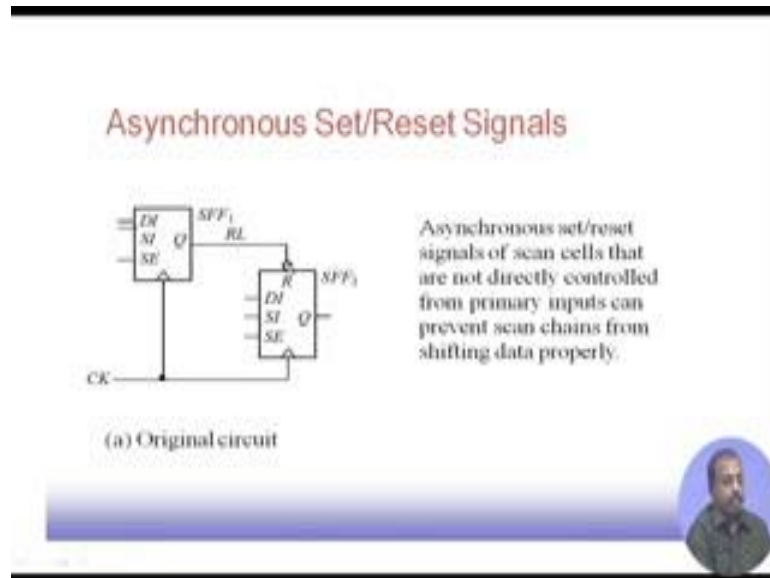 Asynchronous Set/Reset Signals
DI
SI Q
SE
SFF₁
RL
R
DI
SI Q
SE
SFF₂
CK
(a) Original circuit
Asynchronous set/reset
signals of scan cells that
are not directly controlled
from primary inputs can
prevent scan chains from
shifting data properly.